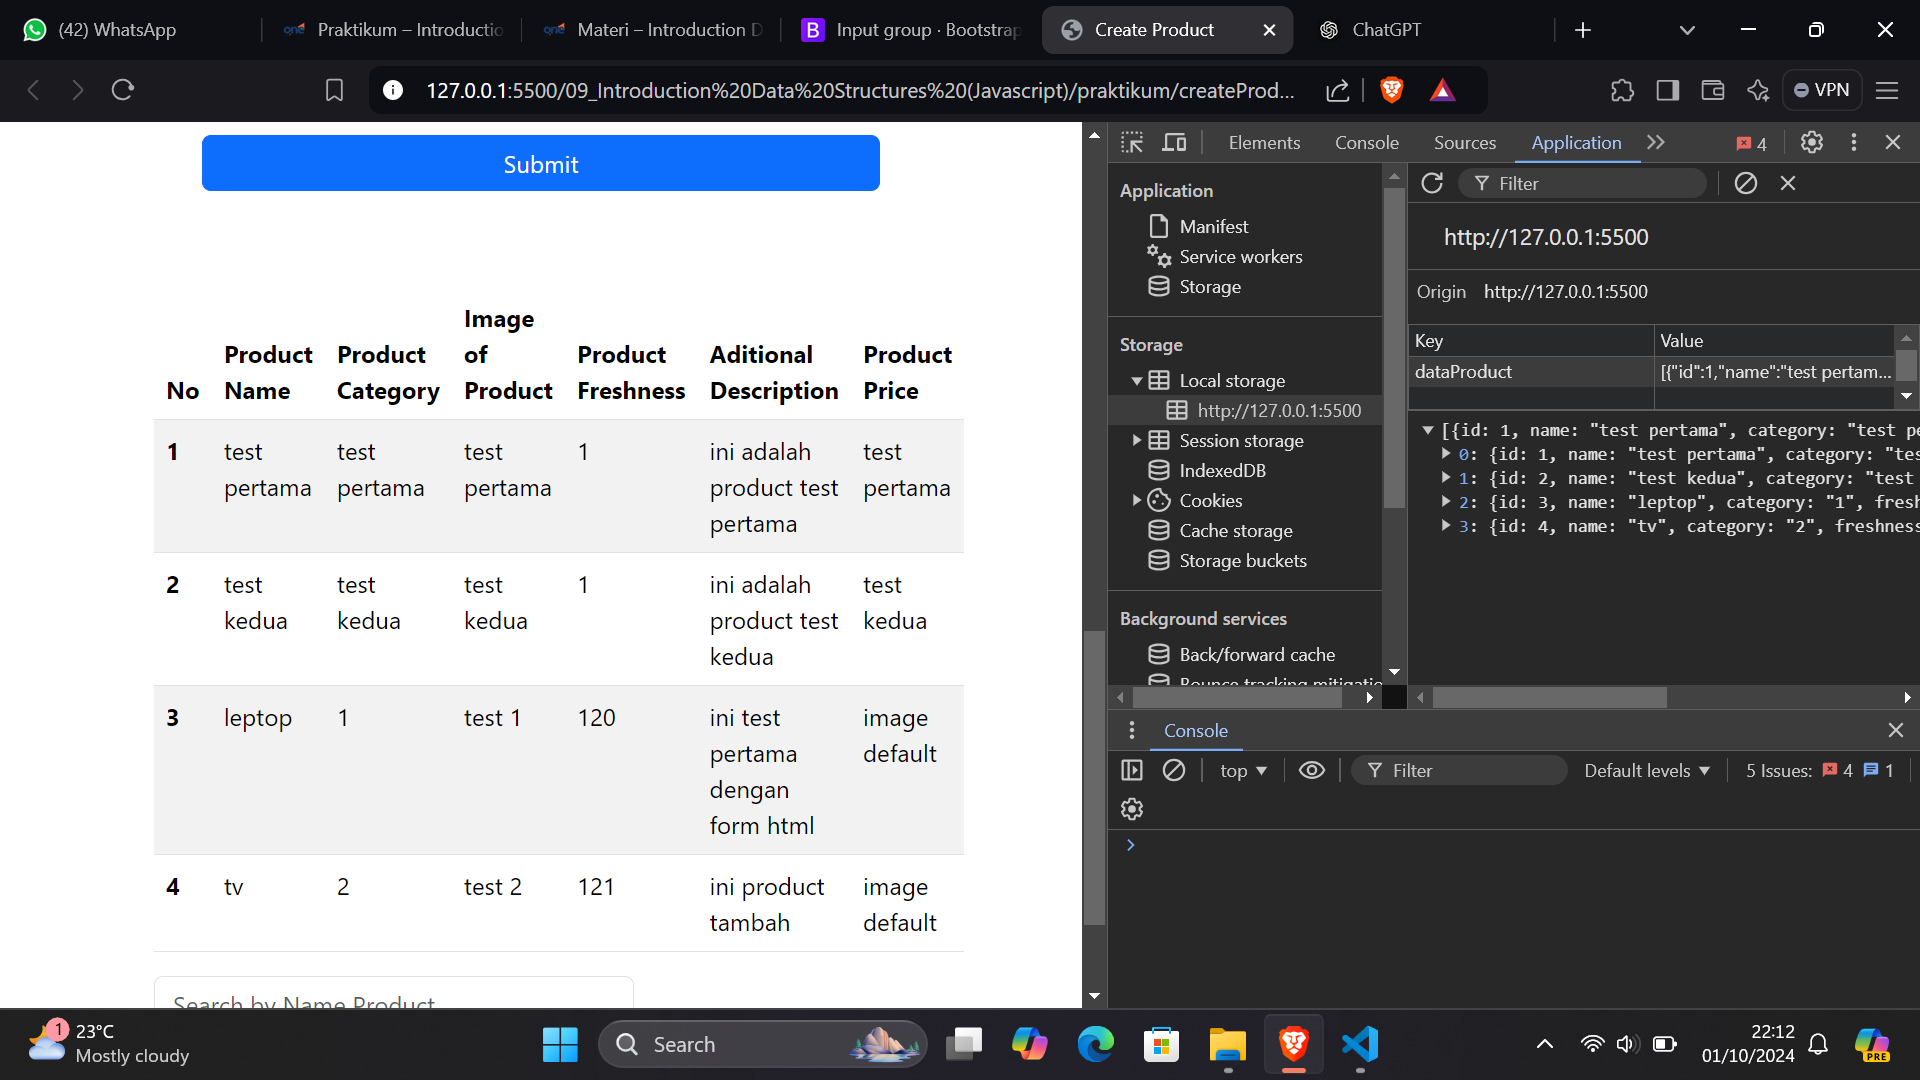 (42) WhatsApp
Praktikum – Introductio
Materi – Introduction D
Input group · Bootstrap
Create Product
ChatGPT
127.0.0.1:5500/09_Introduction%20Data%20Structures%20(Javascript)/praktikum/createProd...
VPN
Submit
No
Product Name
Product Category
Image of Product
Product Freshness
Aditional Description
Product Price
1
test pertama
test pertama
test pertama
1
ini adalah product test pertama
test pertama
2
test kedua
test kedua
test kedua
1
ini adalah product test kedua
test kedua
3
leptop
1
test 1
120
ini test pertama dengan form html
image default
4
tv
2
test 2
121
ini product tambah
image default
Search by Name Product
Elements
Console
Sources
Application
4
Application
Manifest
Service workers
Storage
Storage
Local storage
http://127.0.0.1:5500
Session storage
IndexedDB
Cookies
Cache storage
Storage buckets
Background services
Back/forward cache
Bounce tracking mitigatio
Filter
http://127.0.0.1:5500
Origin http://127.0.0.1:5500
Key Value
dataProduct [{"id":1,"name":"test pertam...
[{id: 1, name: "test pertama", category: "test pe
0: {id: 1, name: "test pertama", category: "tes
1: {id: 2, name: "test kedua", category: "test
2: {id: 3, name: "leptop", category: "1", fresh
3: {id: 4, name: "tv", category: "2", freshness
Console
top
Filter
Default levels
5 Issues: 4 1
1
23°C
Mostly cloudy
Search
22:12
01/10/2024
PRE